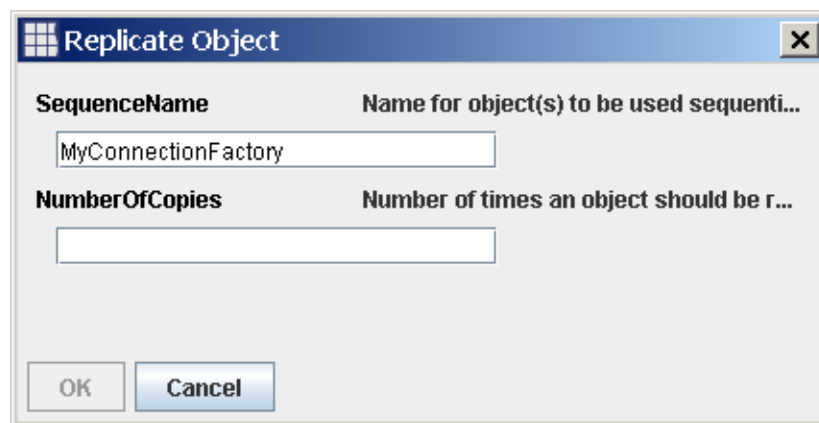 Replicate Object
SequenceName Name for object(s) to be used sequenti...
MyConnectionFactory
NumberOfCopies Number of times an object should be r...
OK Cancel